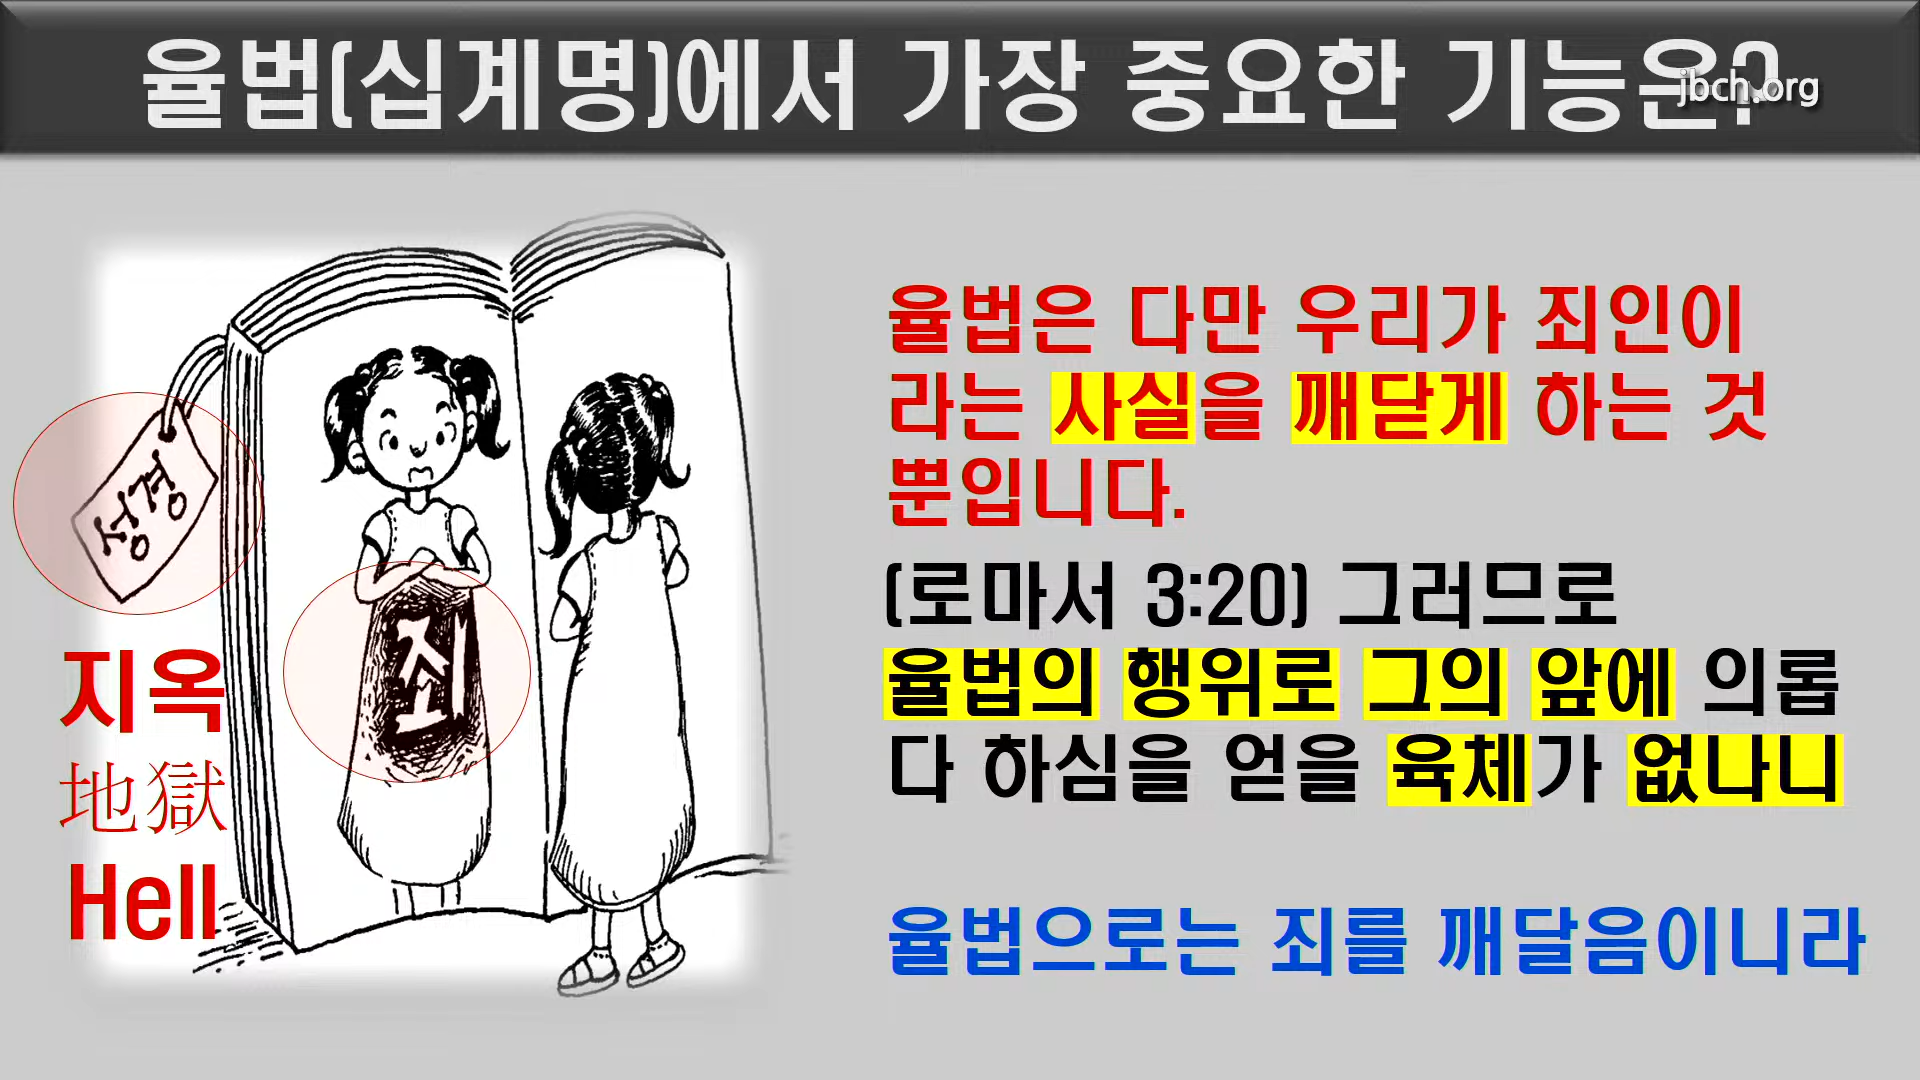 율법(십계명)에서 가장 중요한 기능은?
jbch.org
성경
죄
지옥
地獄
Hell
율법은 다만 우리가 죄인이
라는 사실을 깨닫게 하는 것
뿐입니다.
(로마서 3:20) 그러므로
율법의 행위로 그의 앞에 의롭
다 하심을 얻을 육체가 없나니
율법으로는 죄를 깨달음이니라